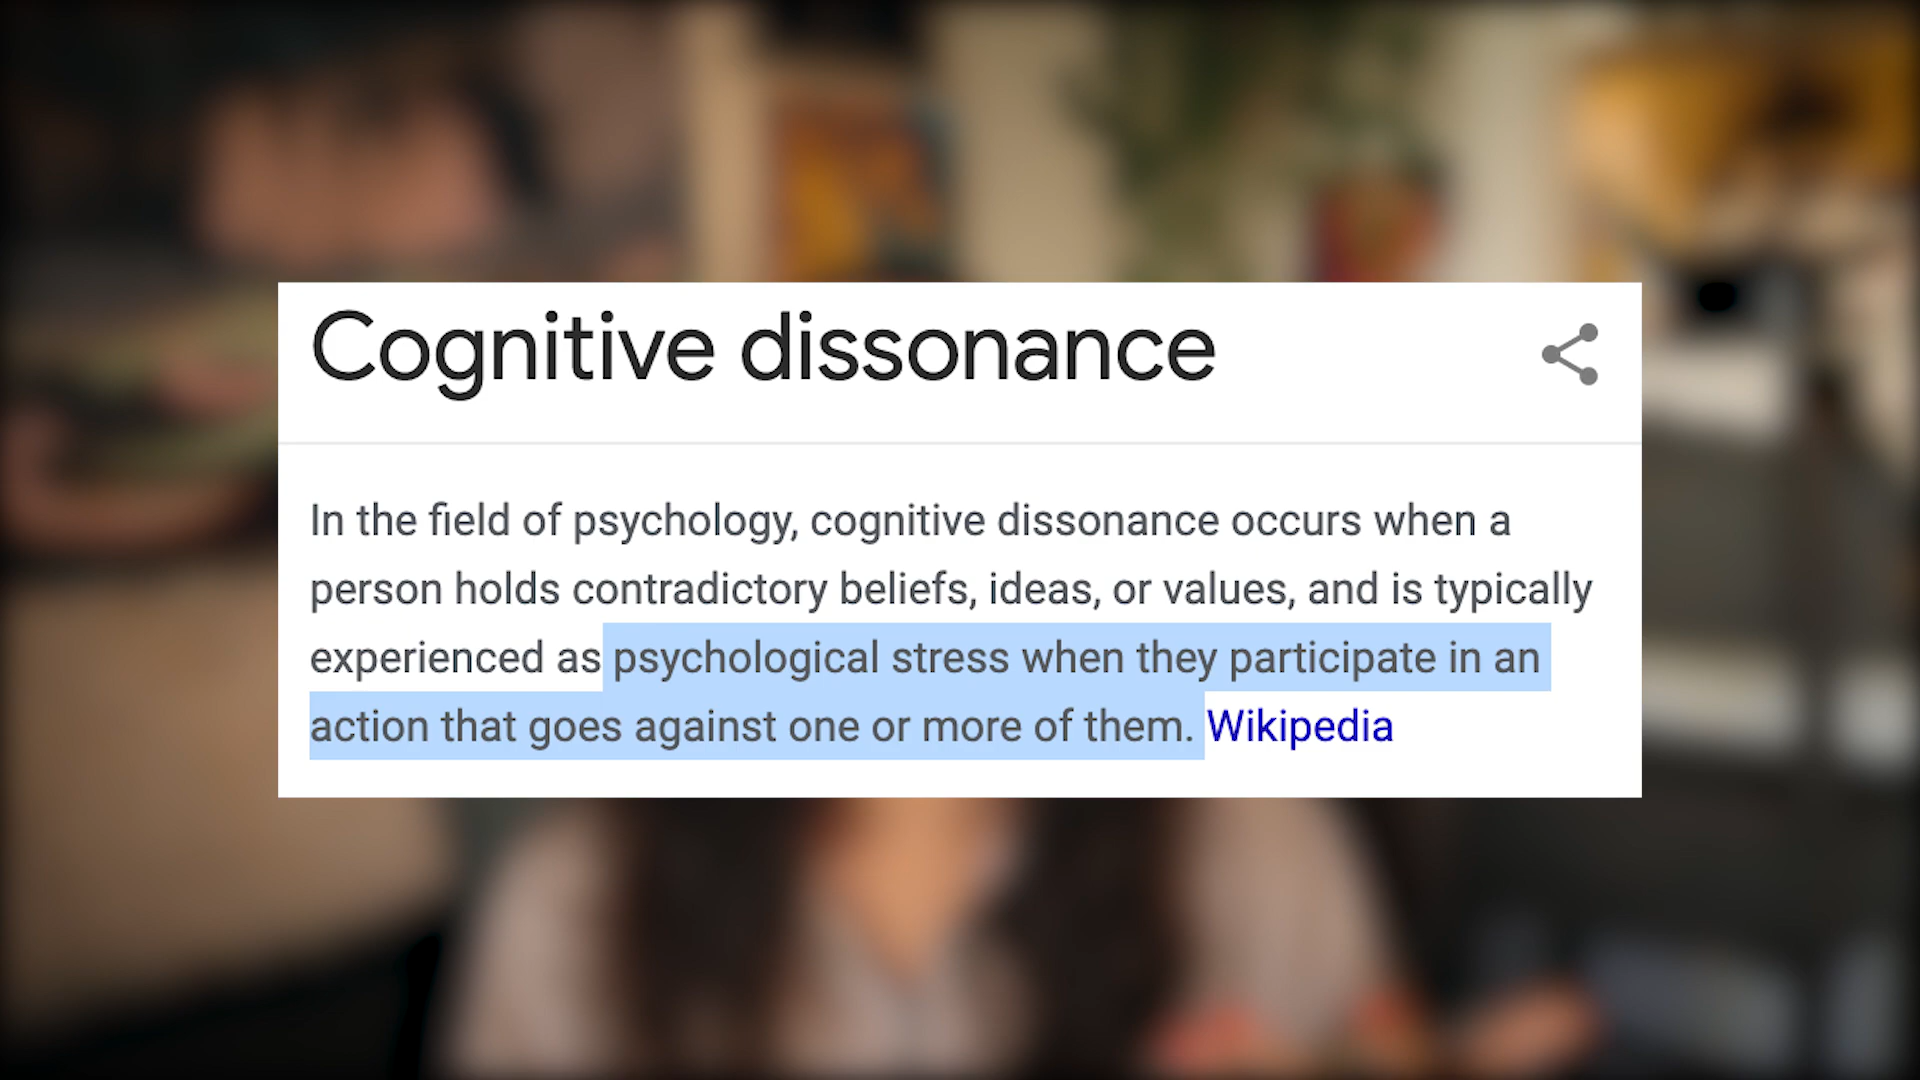 Cognitive dissonance
In the field of psychology, cognitive dissonance occurs when a
person holds contradictory beliefs, ideas, or values, and is typically
experienced as psychological stress when they participate in an
action that goes against one or more of them. Wikipedia